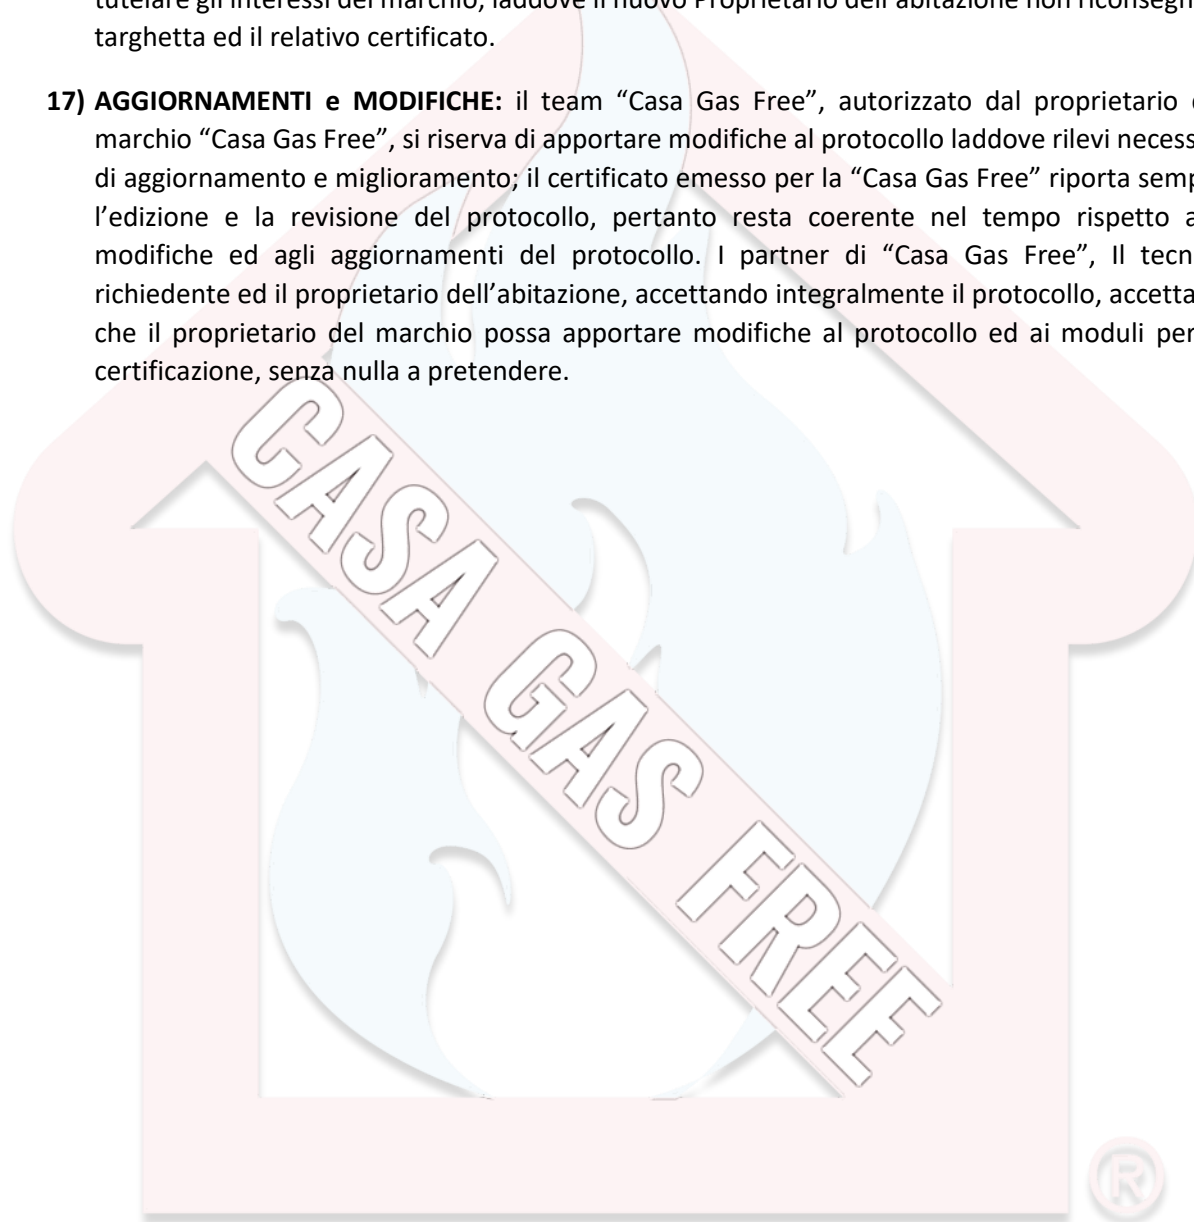 tutelare gli interessi del marchio, laddove il nuovo Proprietario dell'abitazione non riconsegn
targhetta ed il relativo certificato.
17) AGGIORNAMENTI e MODIFICHE: il team “Casa Gas Free”, autorizzato dal proprietario
marchio “Casa Gas Free”, si riserva di apportare modifiche al protocollo laddove rilevi necess
di aggiornamento e miglioramento; il certificato emesso per la “Casa Gas Free” riporta semp
l’edizione e la revisione del protocollo, pertanto resta coerente nel tempo rispetto a
modifiche ed agli aggiornamenti del protocollo. I partner di “Casa Gas Free”, Il tecn
richiedente ed il proprietario dell’abitazione, accettando integralmente il protocollo, accetta
che il proprietario del marchio possa apportare modifiche al protocollo ed ai moduli per
certificazione, senza nulla a pretendere.
CASA GAS FREE
®